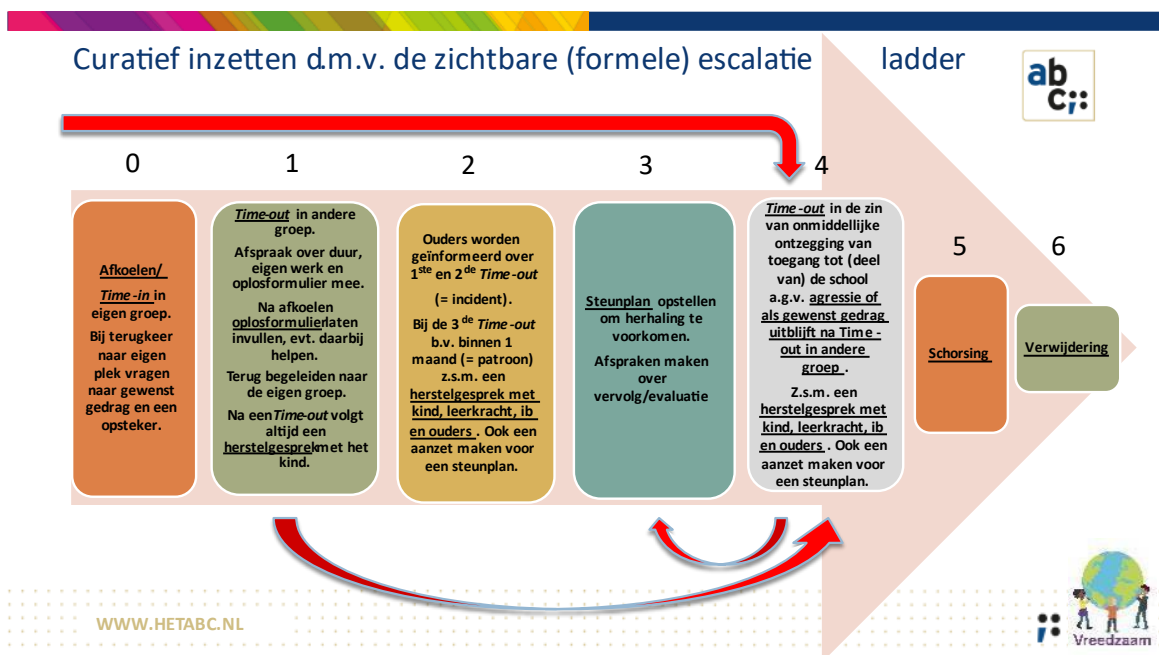 Curatief inzetten d.m.v. de zichtbare (formele) escalatie ladder
ab
c;:
0
1
2
3
4
5
6
Afkoelen/
Time-in in
eigen groep.
Bij terugkeer
naar eigen
plek vragen
naar gewenst
gedrag en een
opsteker.
Time-out in andere
groep.
Afspraak over duur,
eigen werk en
oplosformulier mee.
Na afkoelen
oplosformulier laten
invullen, evt. daarbij
helpen.
Terug begeleiden naar
de eigen groep.
Na een Time-out volgt
altijd een
herstelgesprek met het
kind.
Ouders worden
geïnformeerd over
1ste en 2de Time-out
(= incident).
Bij de 3de Time-out
b.v. binnen 1
maand (= patroon)
z.s.m. een
herstelgesprek met
kind, leerkracht, ib
en ouders. Ook een
aanzet maken voor
een steunplan.
Steunplan opstellen
om herhaling te
voorkomen.
Afspraken maken
over
vervolg/evaluatie
Time-out in de zin
van onmiddellijke
ontzegging van
toegang tot (deel
van) de school
a.g.v. agressie of
als gewenst gedrag
uitblijft na Time-
out in andere
groep.
Z.s.m. een
herstelgesprek met
kind, leerkracht, ib
en ouders. Ook een
aanzet maken voor
een steunplan.
Schorsing
Verwijdering
WWW.HETABC.NL
Vreedzaam